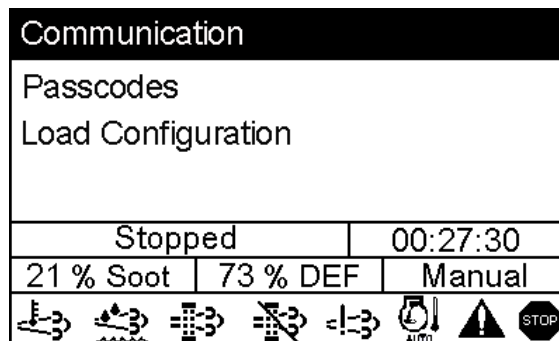 Communication
Passcodes
Load Configuration
Stopped 00:27:30
21 % Soot 73 % DEF Manual
AUTO STOP